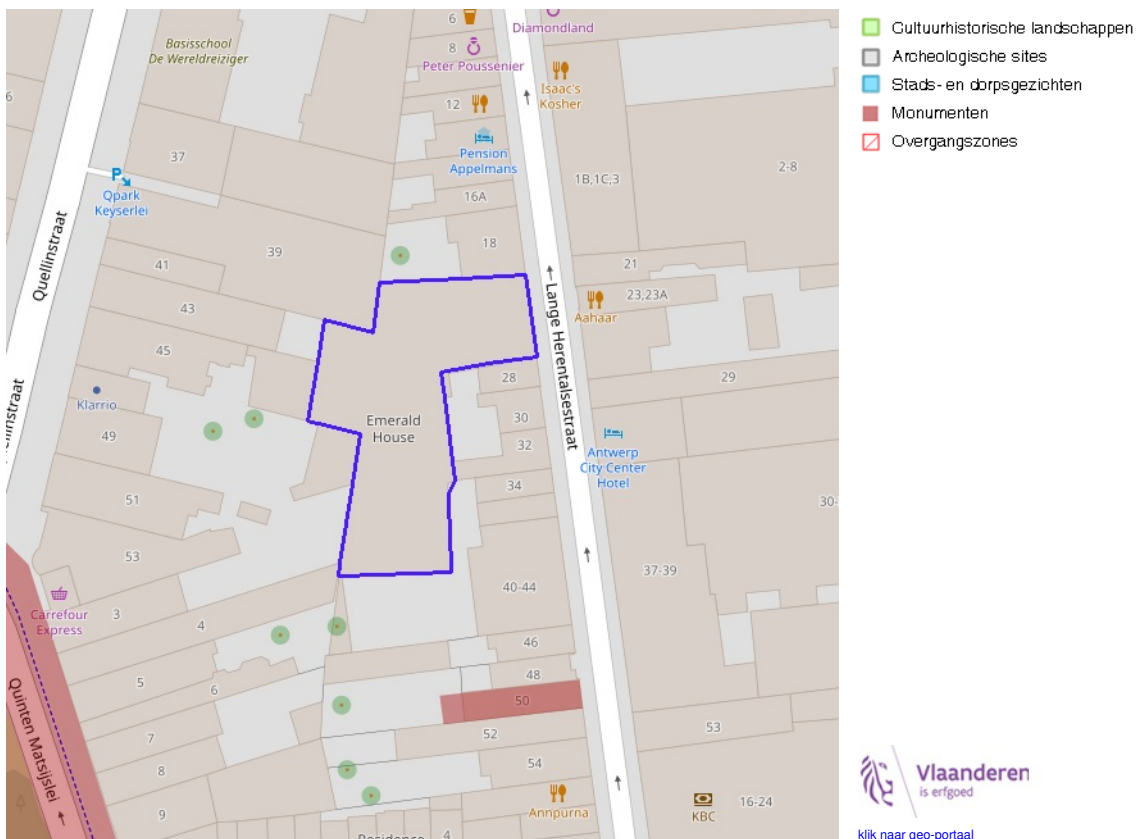 6
Diamondland
Basisschool
De Wereldreiziger
8
Peter Poussenier
Isaac's
Kosher
12
Pension
Appelmans
37
2-8
1B,1C,3
Qpark
Keyserlei
16A
Quellinstraat
39
18
41
21
43
23,23A
Aahaar
Lange Herentalsestraat
45
28
29
Klarrio
Emerald
House
30
49
32
Antwerp
City Center
Hotel
34
51
53
37-39
40-44
Carrefour
Express
3
4
46
5
6
48
50
Quinten Matsijslei
7
52
53
8
54
9
Annpurna
KBC
16-24
Residence
4
Cultuurhistorische landschappen
Archeologische sites
Stads- en dorpsgezichten
Monumenten
Overgangszones
Vlaanderen
is erfgoed
klik naar geo-portaal